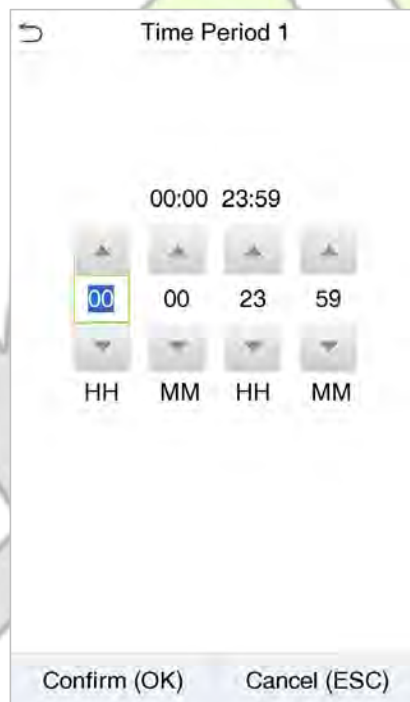 Time Period 1
00:00 23:59
00 00 23 59
HH MM HH MM
Confirm (OK) Cancel (ESC)